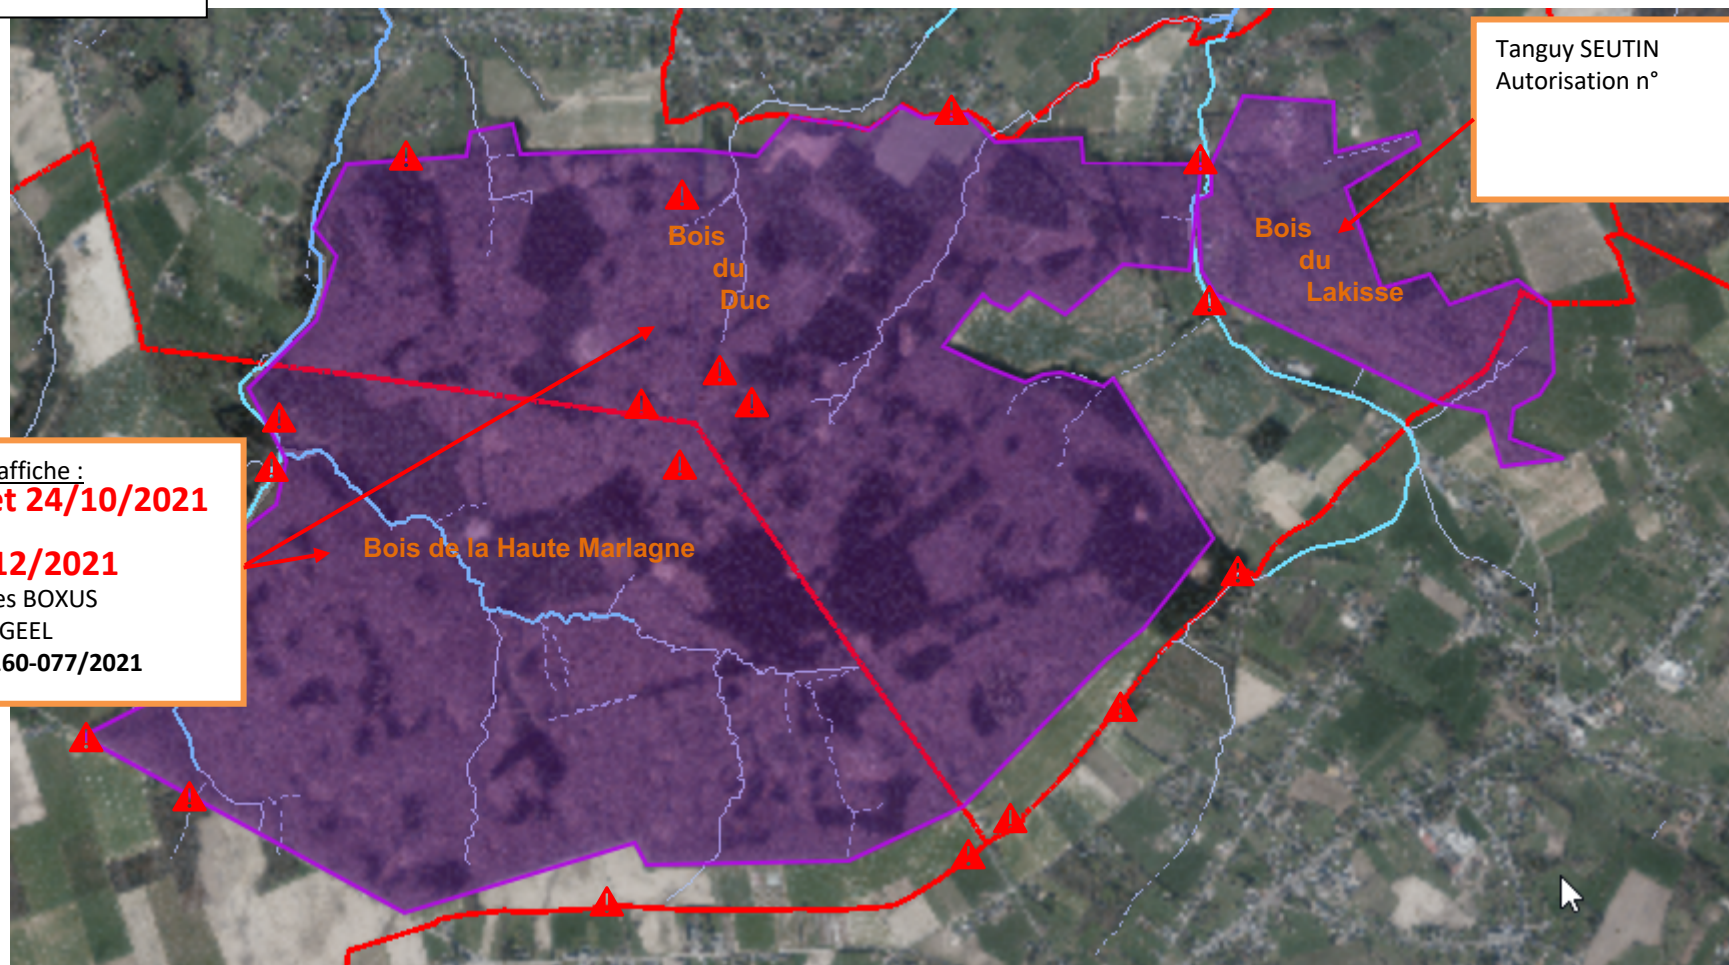 Tanguy SEUTIN
Autorisation n°
Bois
du
Duc
Bois
du
Lakisse
affiche :
et 24/10/2021
12/2021
es BOXUS
GEEL
60-077/2021
Bois de la Haute Marlagne